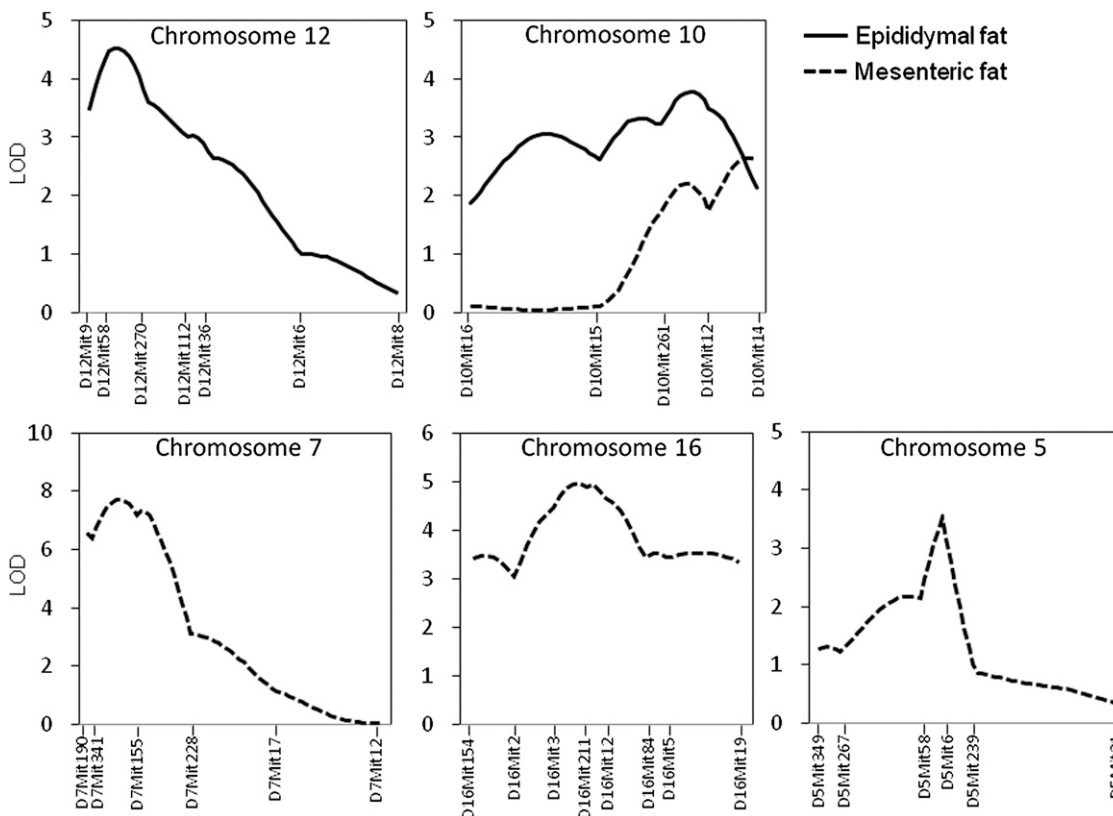 Chromosome 12
5
4
3
2
1
0
LOD
D12Mit9
D12Mit58
D12Mit270
D12Mit112
D12Mit36
D12Mit6
D12Mit8
Chromosome 10
5
4
3
2
1
0
D10Mit16
D10Mit15
D10Mit261
D10Mit12
D10Mit14
Epididymal fat
Mesenteric fat
Chromosome 7
10
8
6
4
2
0
LOD
D7Mit190
D7Mit341
D7Mit155
D7Mit228
D7Mit17
D7Mit12
Chromosome 16
6
5
4
3
2
1
0
D16Mit154
D16Mit2
D16Mit3
D16Mit211
D16Mit12
D16Mit84
D16Mit5
D16Mit19
Chromosome 5
5
4
3
2
1
0
D5Mit349
D5Mit267
D5Mit58
D5Mit6
D5Mit239